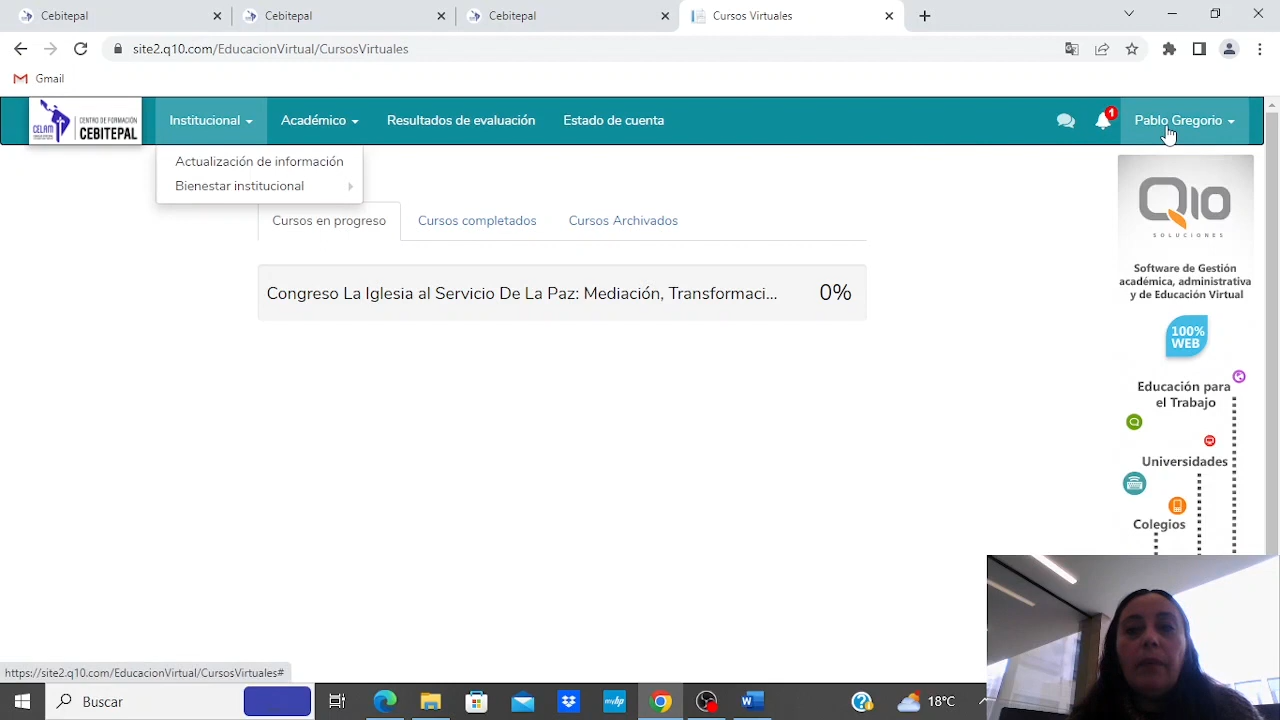 Cebitepal
Cebitepal
Cebitepal
Cursos Virtuales
site2.q10.com/EducacionVirtual/CursosVirtuales
Gmail
CELAM
CENTRO DE FORMACIÓN
CEBITEPAL
Institucional
Académico
Resultados de evaluación
Estado de cuenta
1
Pablo Gregorio
Actualización de información
Bienestar institucional
Cursos en progreso
Cursos completados
Cursos Archivados
Congreso La Iglesia al Servicio De La Paz: Mediación, Transformaci...
0%
Q10
SOLUCIONES
Software de Gestión
académica, administrativa
y de Educación Virtual
100%
WEB
Educación para
el Trabajo
Universidades
Colegios
https://site2.q10.com/EducacionVirtual/CursosVirtuales#
Buscar
myhp
18°C